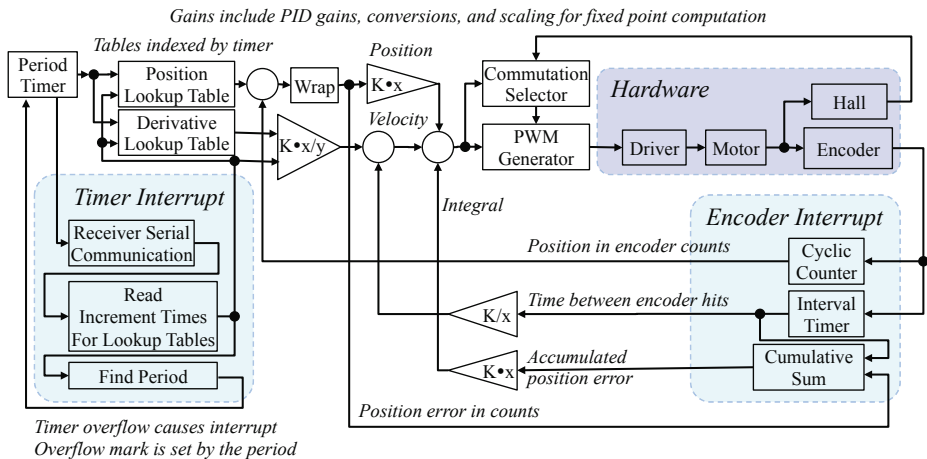 Gains include PID gains, conversions, and scaling for fixed point computation
Tables indexed by timer
Position
Period
Timer
Position
Lookup Table
Wrap
K•x
Commutation
Selector
Hardware
Hall
Derivative
Lookup Table
K•x/y
Velocity
PWM
Generator
Driver
Motor
Encoder
Timer Interrupt
Integral
Encoder Interrupt
Receiver Serial
Communication
Position in encoder counts
Cyclic
Counter
Read
Increment Times
For Lookup Tables
K/x
Time between encoder hits
Interval
Timer
Find Period
K•x
Accumulated
position error
Cumulative
Sum
Position error in counts
Timer overflow causes interrupt
Overflow mark is set by the period